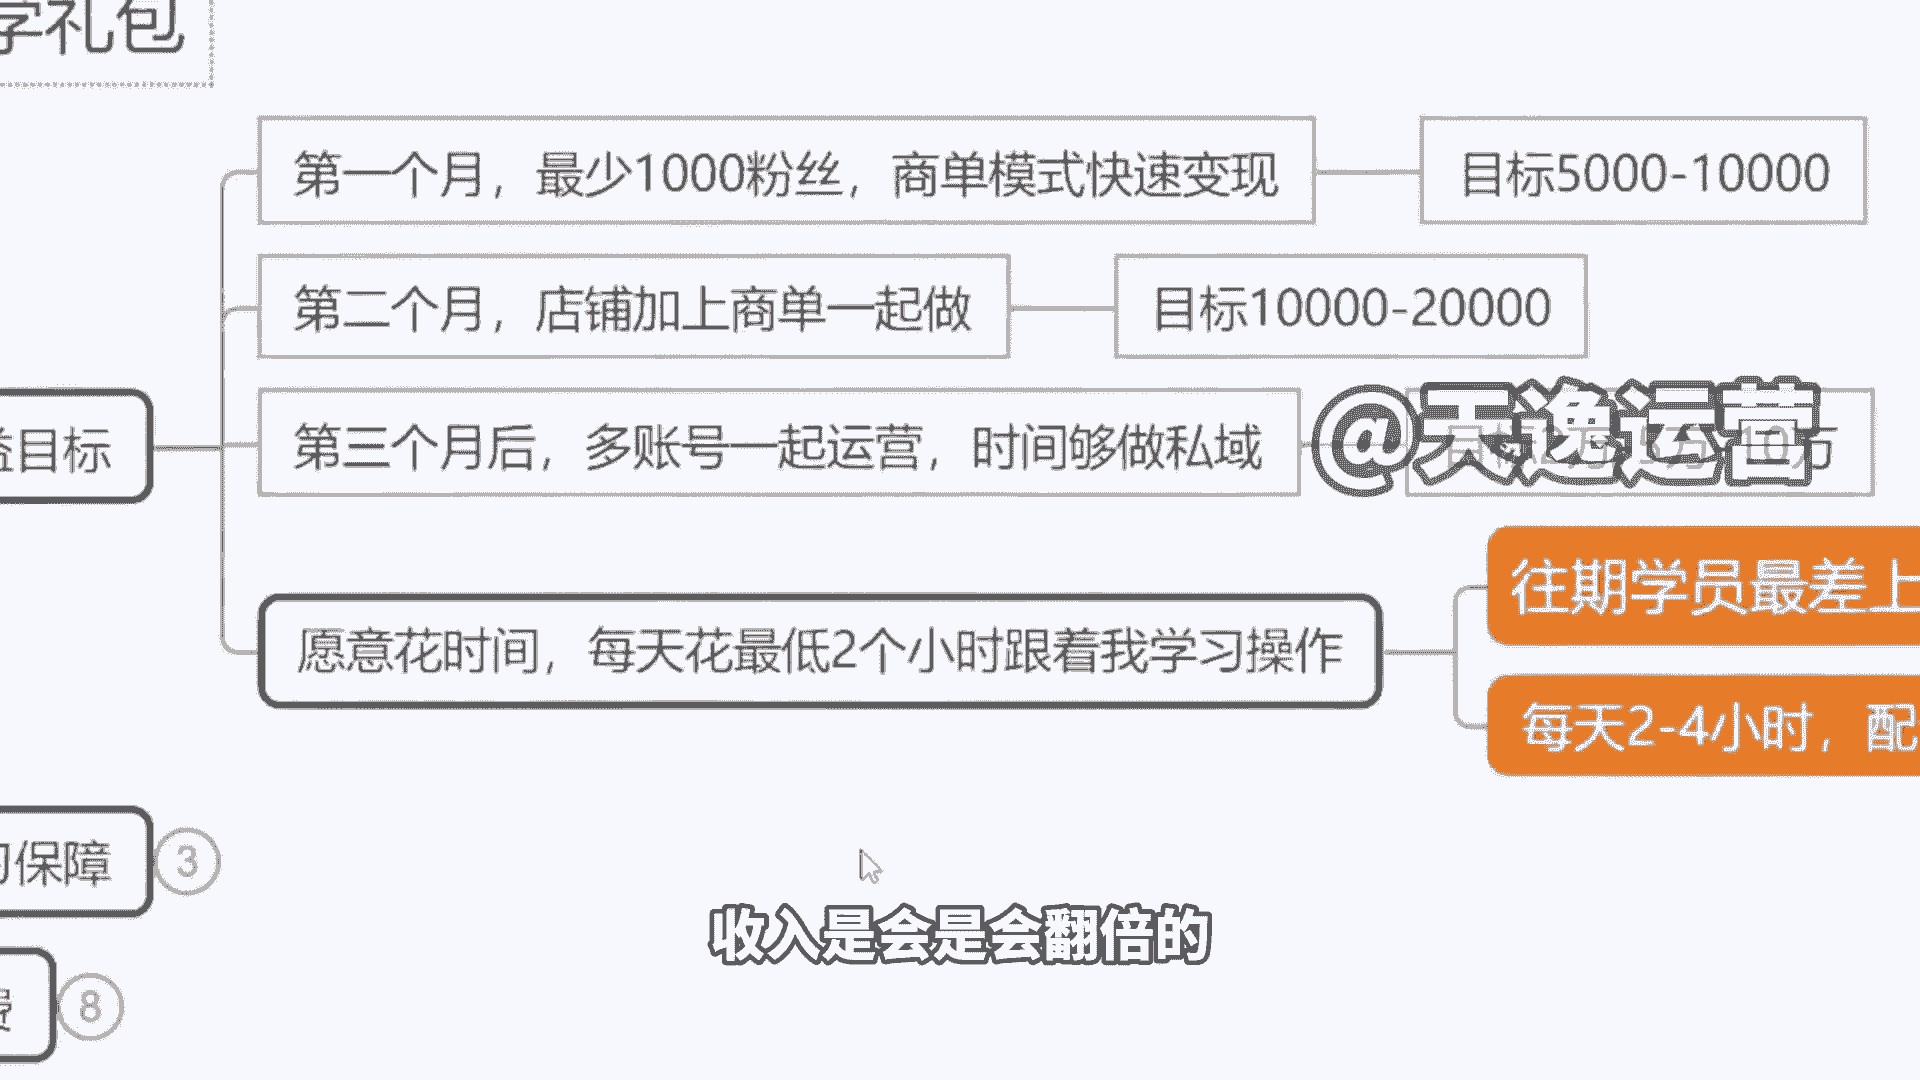 学礼包
第一个月，最少1000粉丝，商单模式快速变现
目标5000-10000
第二个月，店铺加上商单一起做
目标10000-20000
益目标
第三个月后，多账号一起运营，时间够做私域
@天逸运营
往期学员最差上
愿意花时间，每天花最低2个小时跟着我学习操作
每天2-4小时，配
保障
3
收入是会是会翻倍的
8